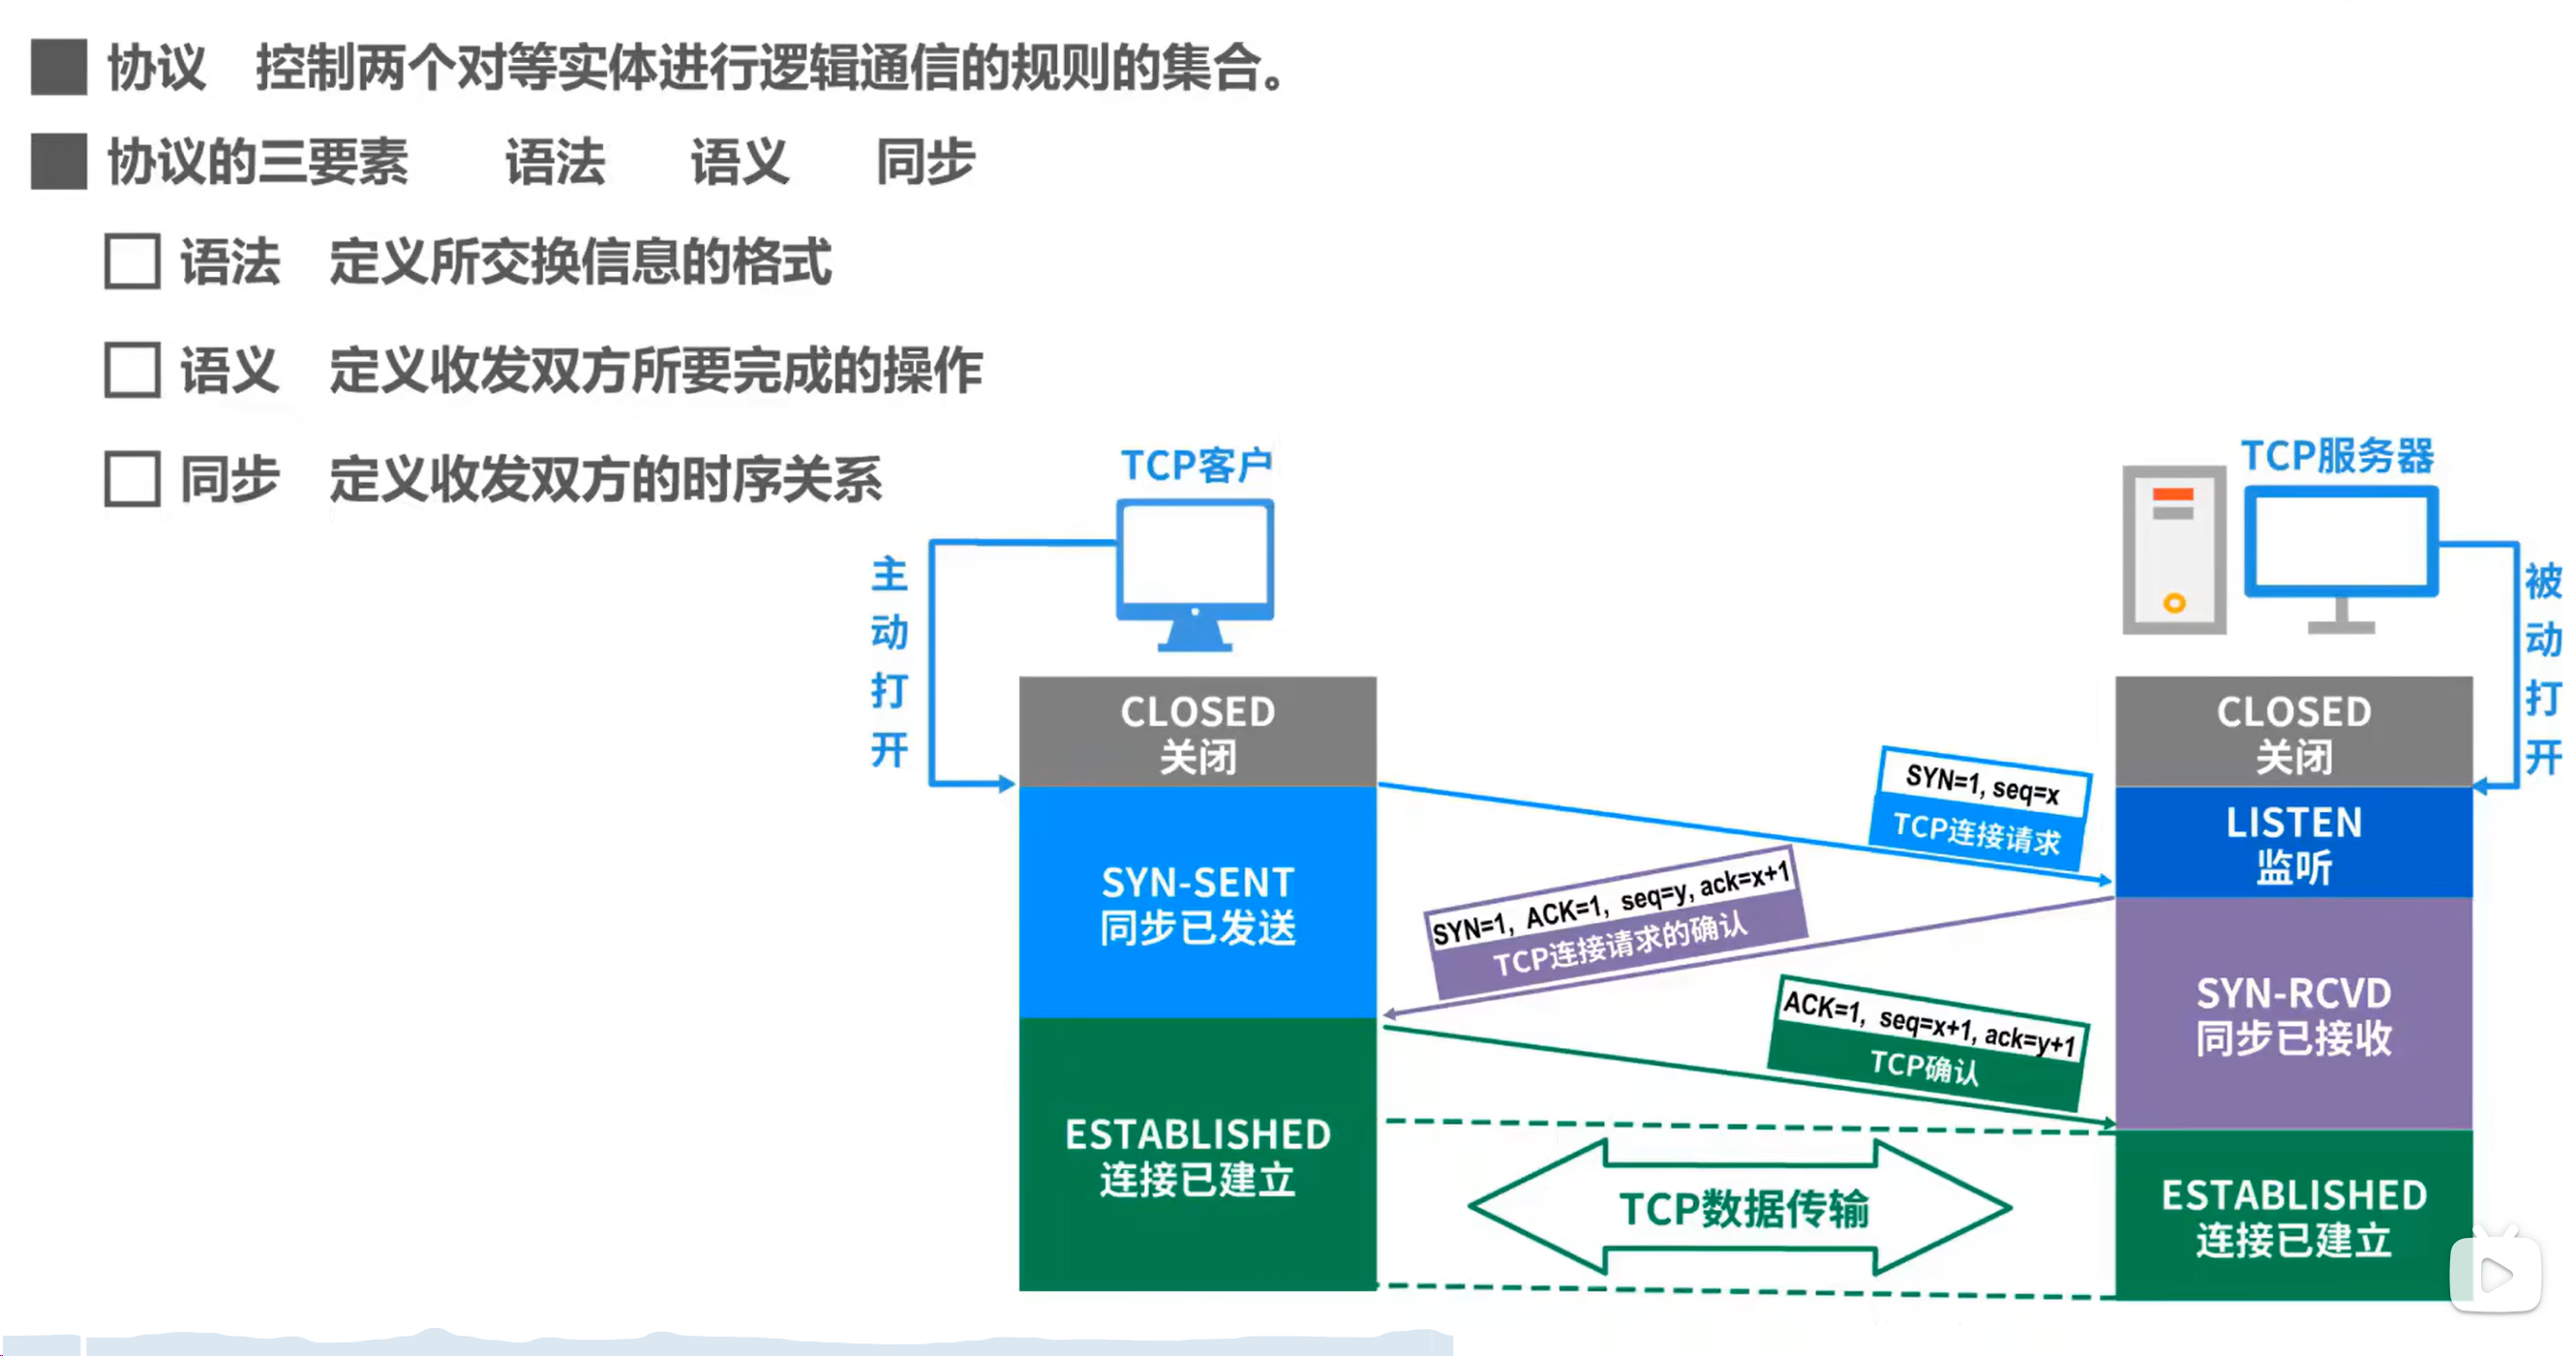 协议 控制两个对等实体进行逻辑通信的规则的集合。
协议的三要素 语法 语义 同步
语法 定义所交换信息的格式
语义 定义收发双方所要完成的操作
同步 定义收发双方的时序关系
TCP客户
TCP服务器
主动打开
被动打开
CLOSED
关闭
CLOSED
关闭
SYN=1, seq=x
TCP连接请求
LISTEN
监听
SYN-SENT
同步已发送
SYN=1, ACK=1, seq=y, ack=x+1
TCP连接请求的确认
SYN-RCVD
同步已接收
ACK=1, seq=x+1, ack=y+1
TCP确认
ESTABLISHED
连接已建立
TCP数据传输
ESTABLISHED
连接已建立